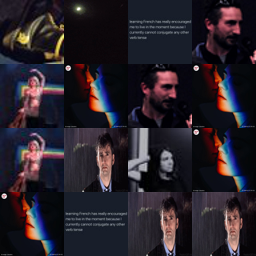 learning French has really encouraged
me to live in the moment because i
currently cannot conjugate any other
verb tense
learning French has really encouraged
me to live in the moment because i
currently cannot conjugate any other
verb tense